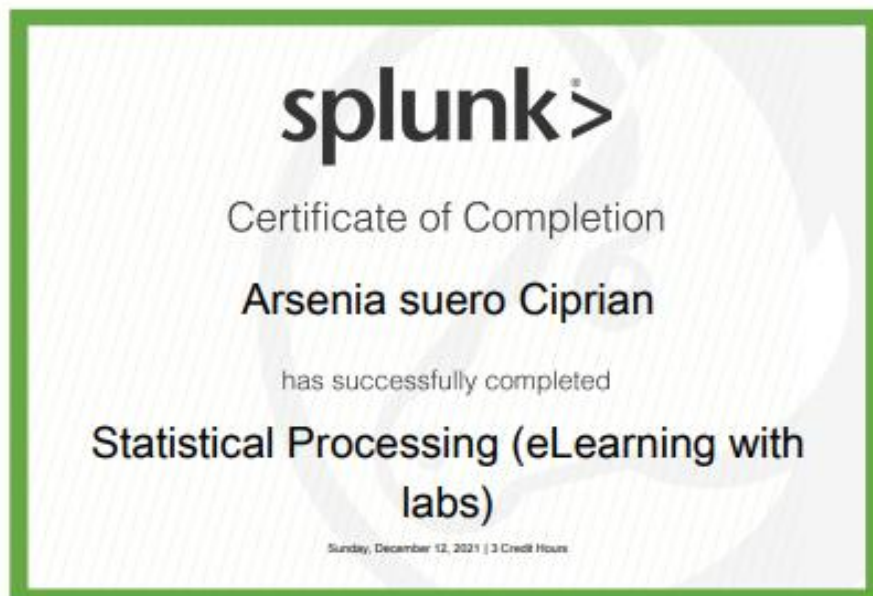 splunk>
Certificate of Completion
Arsenia suero Ciprian
has successfully completed
Statistical Processing (eLearning with
labs)
Sunday, December 12, 2021 | 3 Credit Hours